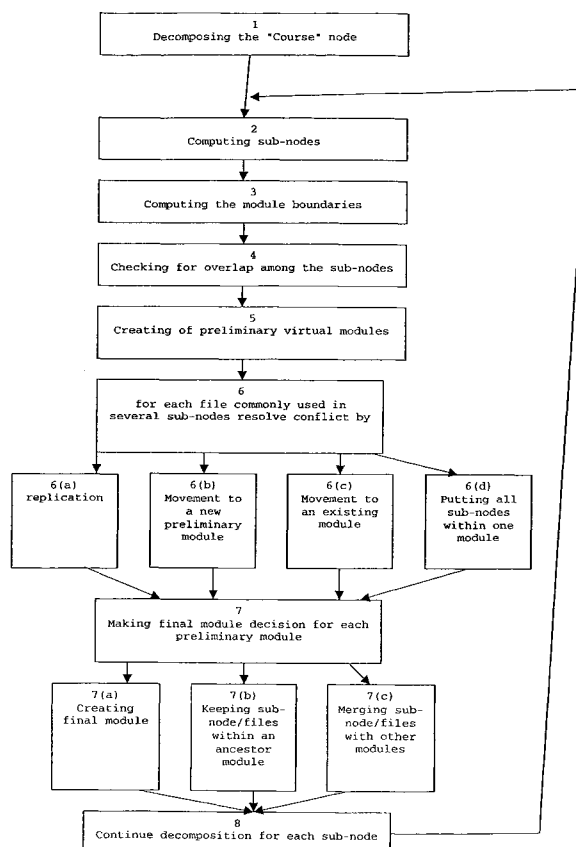 1
Decomposing the "Course" node
2
Computing sub-nodes
3
Computing the module boundaries
4
Checking for overlap among the sub-nodes
5
Creating of preliminary virtual modules
6
for each file commonly used in
several sub-nodes resolve conflict by
6(a)
replication
6(b)
Movement to
a new
preliminary
module
6(c)
Movement to
an existing
module
6(d)
Putting all
sub-nodes
within one
module
7
Making final module decision for each
preliminary module
7(a)
Creating
final module
7(b)
Keeping sub-
node/files
within an
ancestor
module
7(c)
Merging sub-
node/files
with other
modules
8
Continue decomposition for each sub-node